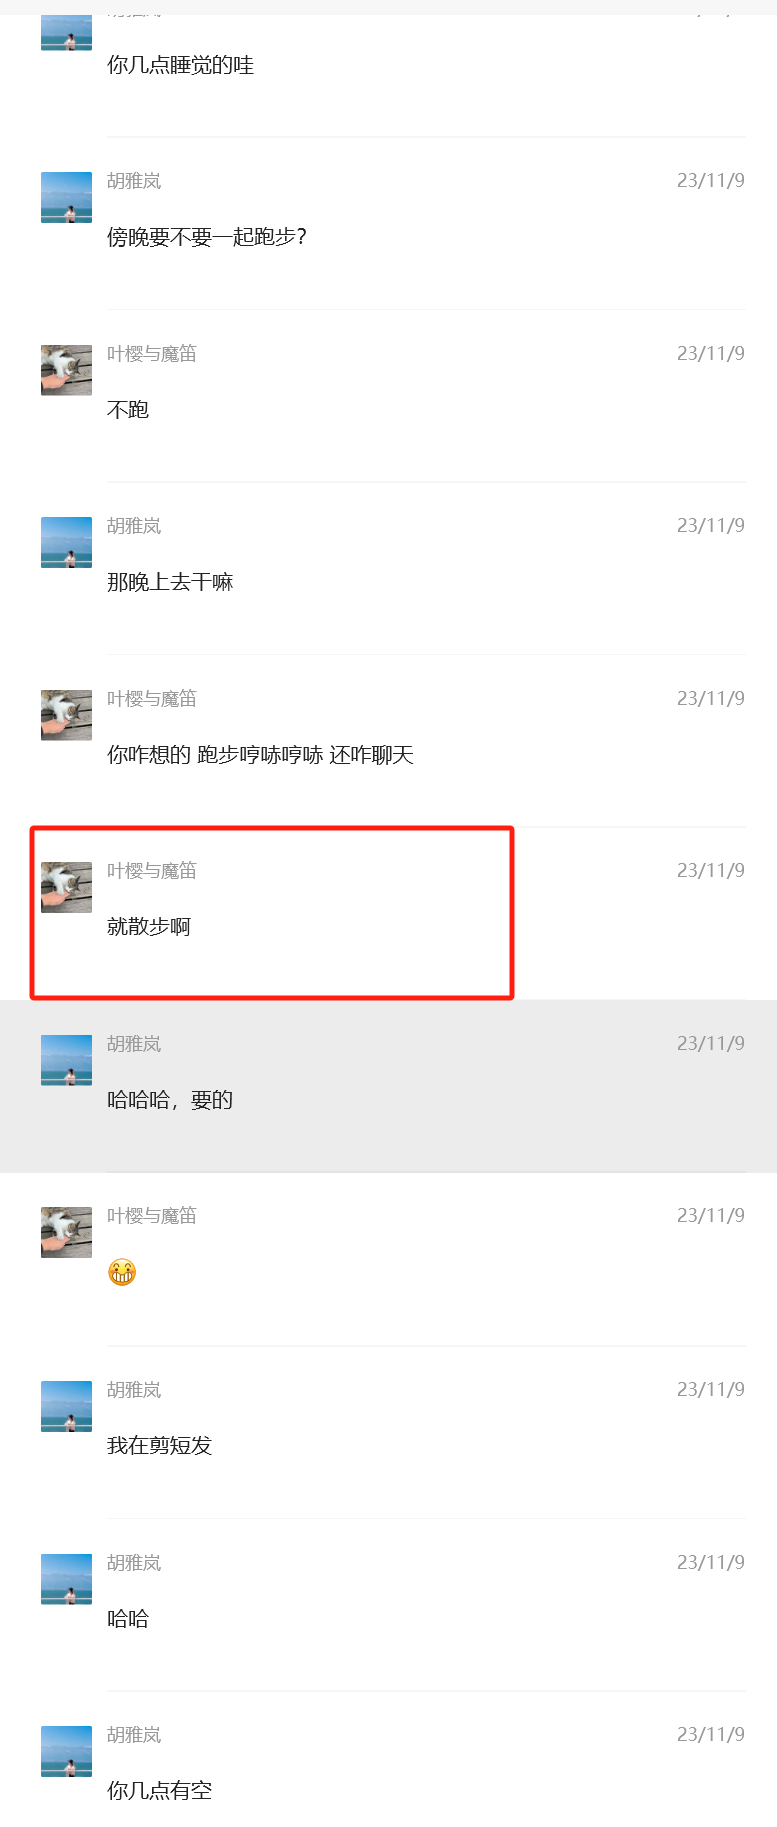 你几点睡觉的哇
胡雅岚 23/11/9
傍晚要不要一起跑步?
叶樱与魔笛 23/11/9
不跑
胡雅岚 23/11/9
那晚上去干嘛
叶樱与魔笛 23/11/9
你咋想的 跑步哼哧哼哧 还咋聊天
叶樱与魔笛 23/11/9
就散步啊
胡雅岚 23/11/9
哈哈哈，要的
叶樱与魔笛 23/11/9
胡雅岚 23/11/9
我在剪短发
胡雅岚 23/11/9
哈哈
胡雅岚 23/11/9
你几点有空